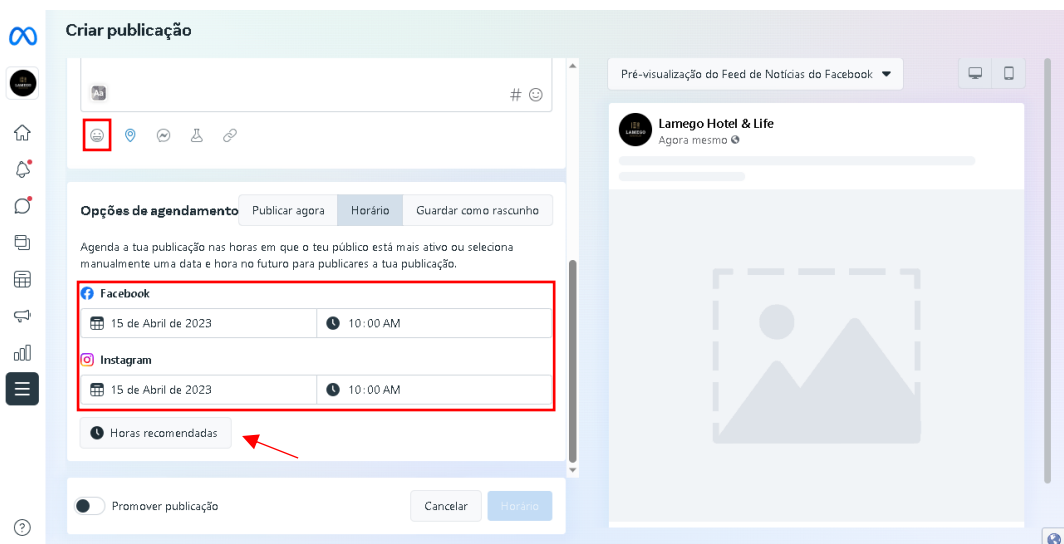 Criar publicação
Aa
#
Opções de agendamento
Publicar agora
Horário
Guardar como rascunho
Agenda a tua publicação nas horas em que o teu público está mais ativo ou seleciona
manualmente uma data e hora no futuro para publicares a tua publicação.
Facebook
15 de Abril de 2023
10:00 AM
Instagram
15 de Abril de 2023
10:00 AM
Horas recomendadas
Promover publicação
Cancelar
Horário
Pré-visualização do Feed de Notícias do Facebook
LAMEGO
Lamego Hotel & Life
Agora mesmo